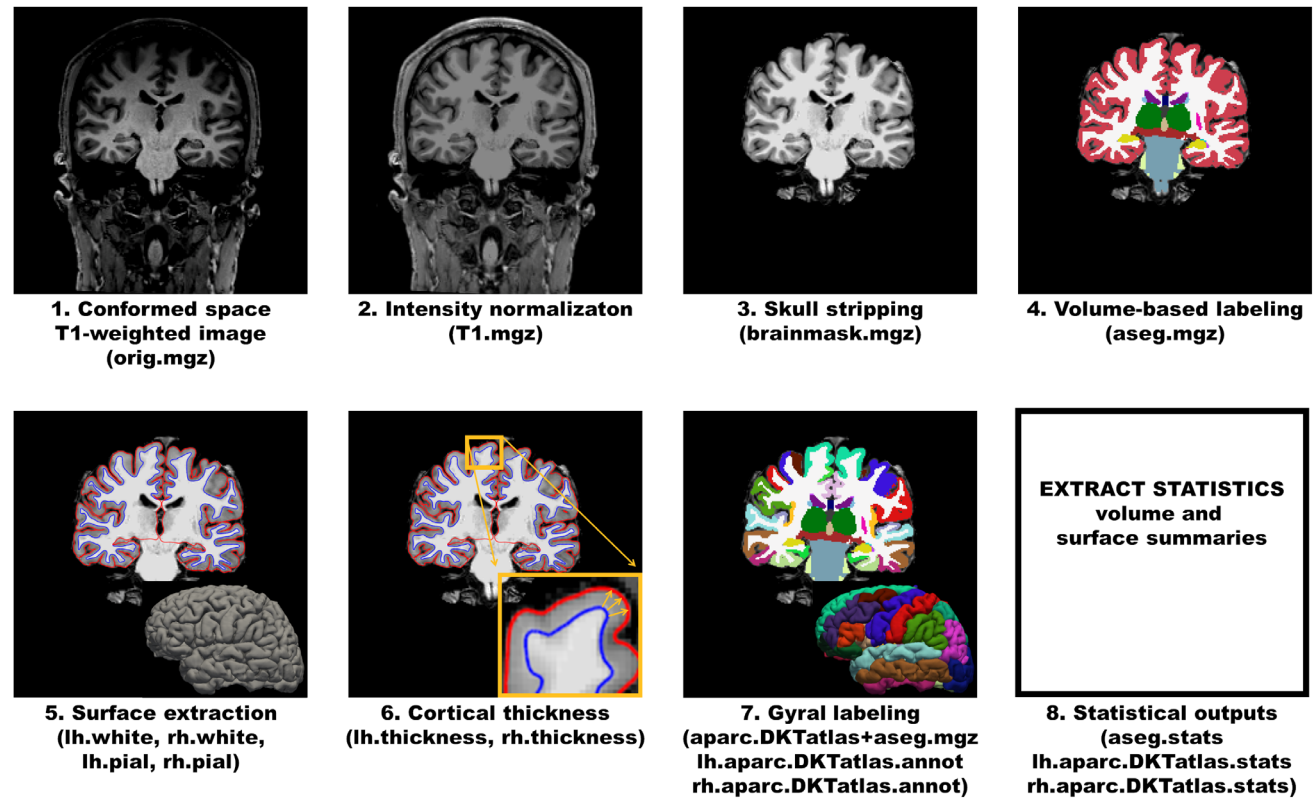 1. Conformed space
T1-weighted image
(orig.mgz)
2. Intensity normalizaton
(T1.mgz)
3. Skull stripping
(brainmask.mgz)
4. Volume-based labeling
(aseg.mgz)
EXTRACT STATISTICS
volume and
surface summaries
5. Surface extraction
(lh.white, rh.white,
lh.pial, rh.pial)
6. Cortical thickness
(lh.thickness, rh.thickness)
7. Gyral labeling
(aparc.DKTatlas+aseg.mgz
lh.aparc.DKTatlas.annot
rh.aparc.DKTatlas.annot)
8. Statistical outputs
(aseg.stats
lh.aparc.DKTatlas.stats
rh.aparc.DKTatlas.stats)